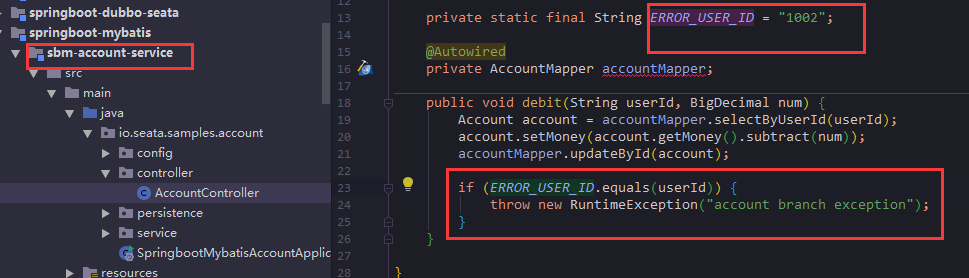 springboot-dubbo-seata
springboot-mybatis
sbm-account-service
src
main
java
io.seata.samples.account
config
controller
AccountController
persistence
service
SpringbootMybatisAccountApplic
resources
12
13 private static final String ERROR_USER_ID = "1002";
14
15 @Autowired
16 private AccountMapper accountMapper;
17
18 public void debit(String userId, BigDecimal num) {
19 Account account = accountMapper.selectByUserId(userId);
20 account.setMoney(account.getMoney().subtract(num));
21 accountMapper.updateById(account);
22
23 if (ERROR_USER_ID.equals(userId)) {
24 throw new RuntimeException("account branch exception");
25 }
26 }
27
28 }